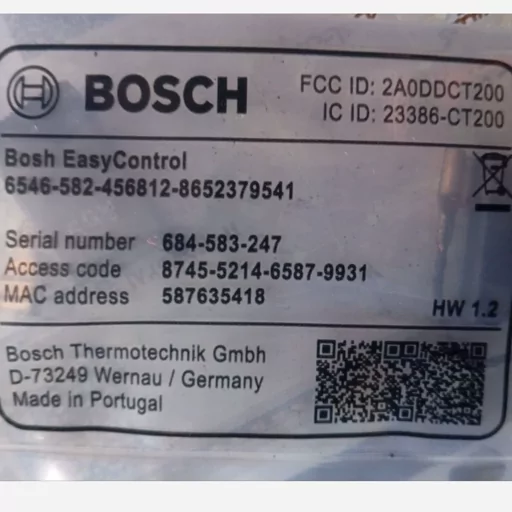 BOSCH
FCC ID: 2A0DDCT200
IC ID: 23386-CT200
Bosh EasyControl
6546-582-456812-8652379541
Serial number 684-583-247
Access code 8745-5214-6587-9931
MAC address 587635418
HW 1.2
Bosch Thermotechnik Gmbh
D-73249 Wernau / Germany
Made in Portugal